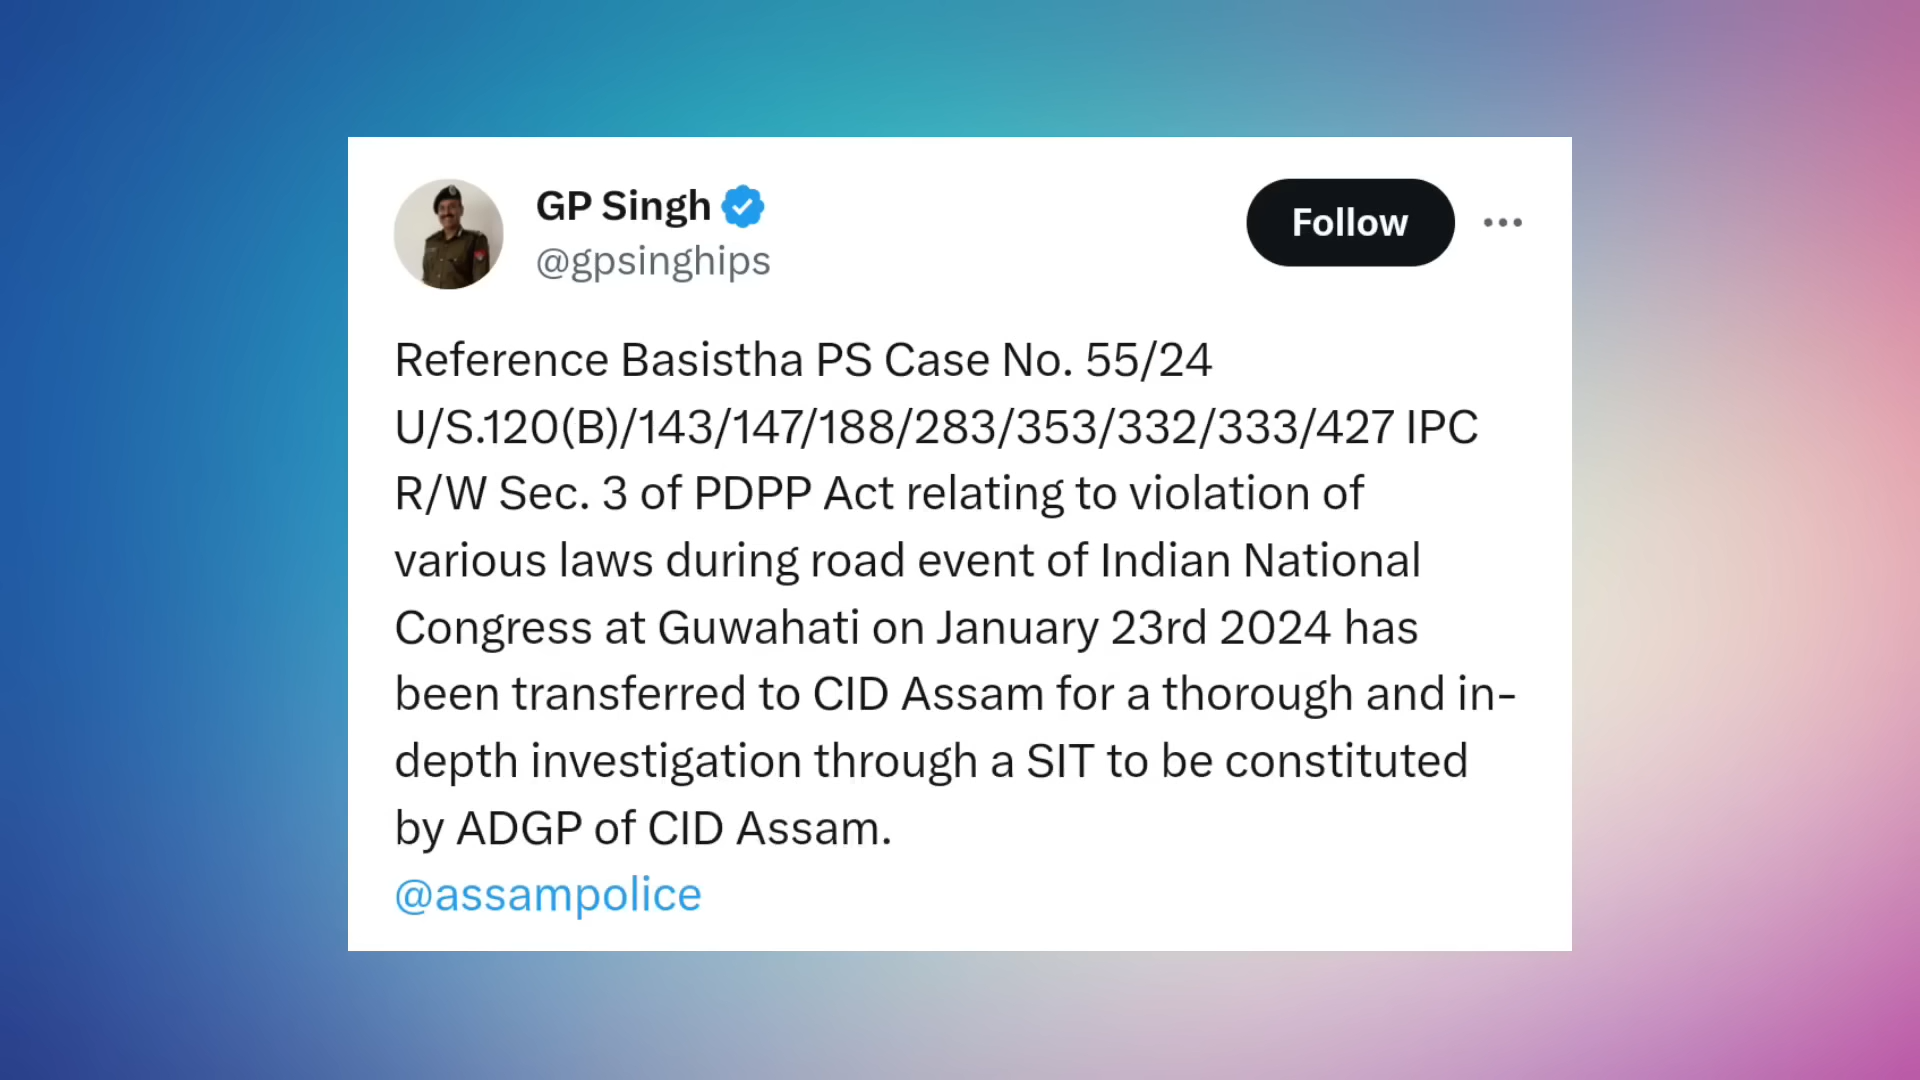 GP Singh
@gpsinghips
Follow
Reference Basistha PS Case No. 55/24
U/S.120(B)/143/147/188/283/353/332/333/427 IPC
R/W Sec. 3 of PDPP Act relating to violation of
various laws during road event of Indian National
Congress at Guwahati on January 23rd 2024 has
been transferred to CID Assam for a thorough and in-
depth investigation through a SIT to be constituted
by ADGP of CID Assam.
@assampolice